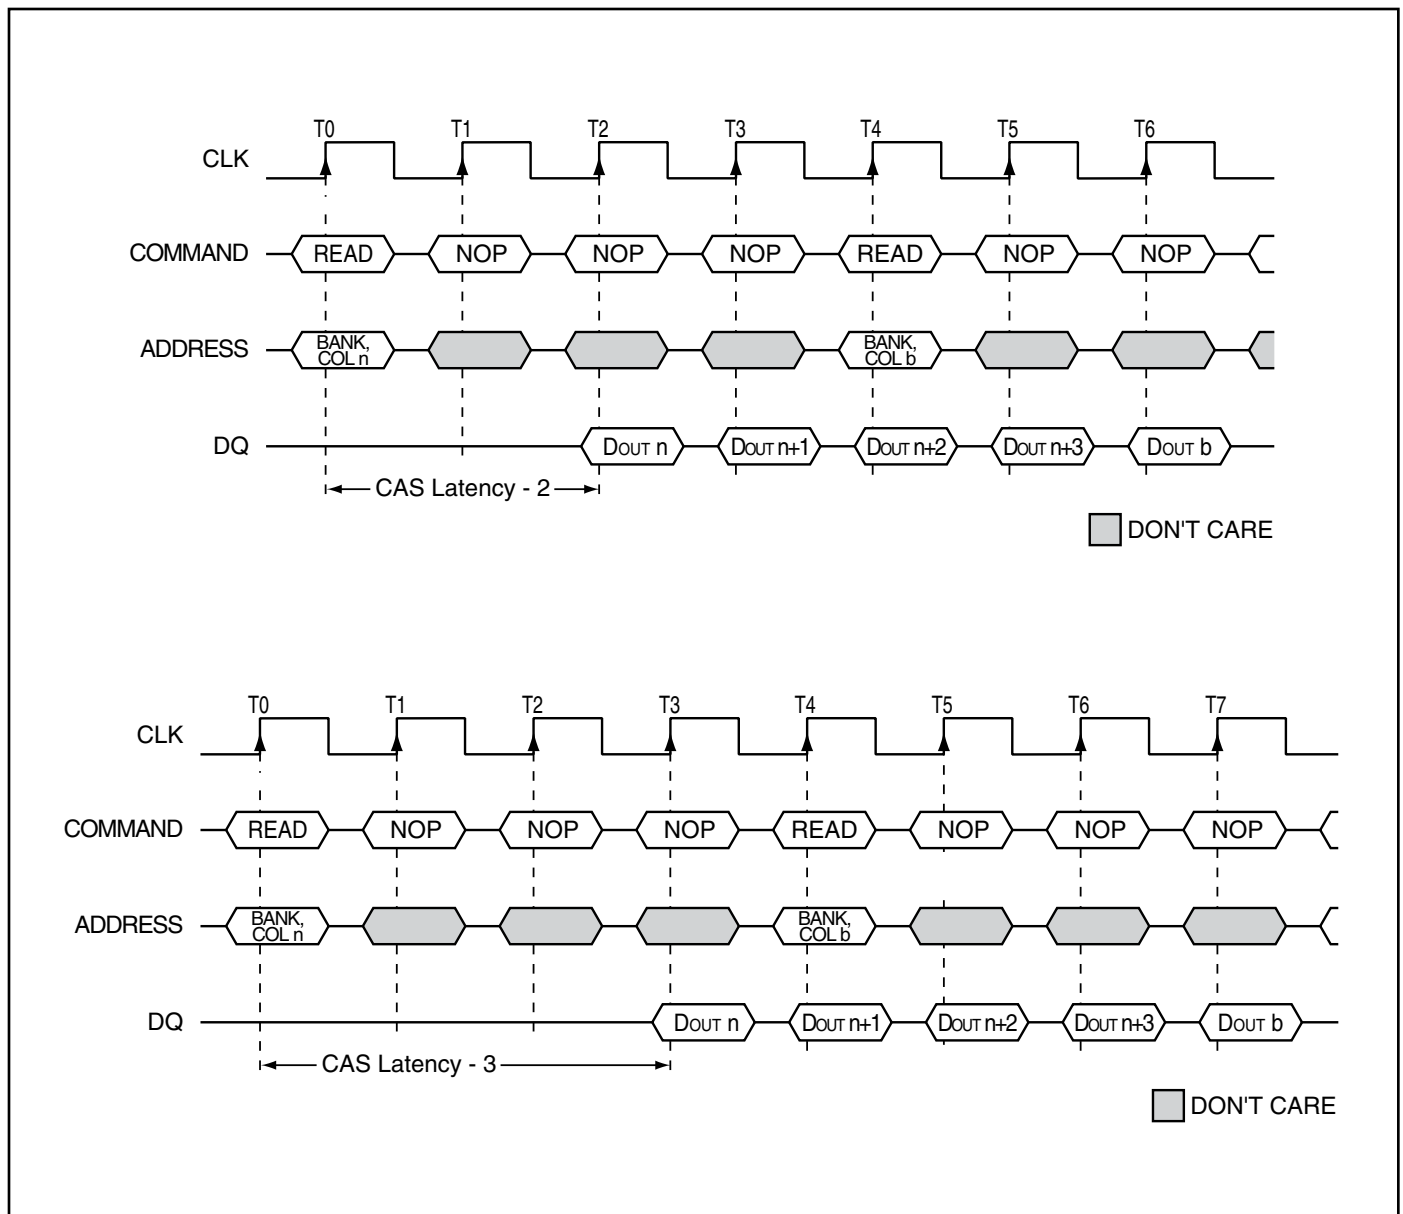 T0 T1 T2 T3 T4 T5 T6
CLK
COMMAND READ NOP NOP NOP READ NOP NOP
ADDRESS BANK, COL n BANK, COL b
DQ DOUT n DOUT n+1 DOUT n+2 DOUT n+3 DOUT b
CAS Latency - 2
DON'T CARE
T0 T1 T2 T3 T4 T5 T6 T7
CLK
COMMAND READ NOP NOP NOP READ NOP NOP NOP
ADDRESS BANK, COL n BANK, COL b
DQ DOUT n DOUT n+1 DOUT n+2 DOUT n+3 DOUT b
CAS Latency - 3
DON'T CARE